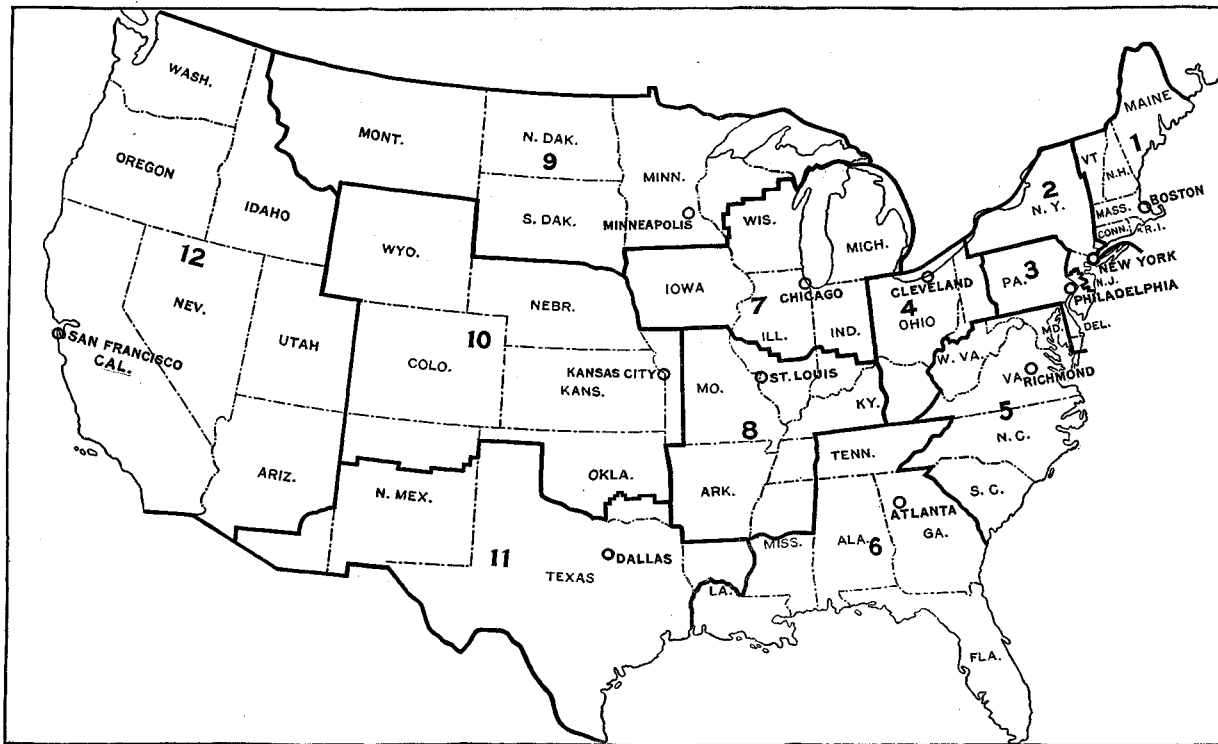 WASH.
MONT.
N. DAK.
9
MAINE
1
OREGON
MINN.
VT
N.H.
2
N.Y.
IDAHO
S. DAK.
MINNEAPOLIS
WIS.
MASS.
BOSTON
CONN.
R.I.
WYO.
MICH.
12
NEV.
IOWA
CHICAGO
CLEVELAND
PA.
3
NEW YORK
N.J.
PHILADELPHIA
NEBR.
7
4
OHIO
SAN FRANCISCO
CAL.
UTAH
10
ILL.
IND.
MD.
DEL.
COLO.
KANSAS CITY
KANS.
MO.
ST. LOUIS
W. VA.
VA.
RICHMOND
KY.
8
5
N. C.
ARIZ.
OKLA.
TENN.
N. MEX.
ARK.
S. C.
ATLANTA
GA.
11
TEXAS
DALLAS
MISS.
ALA.
6
LA.
FLA.